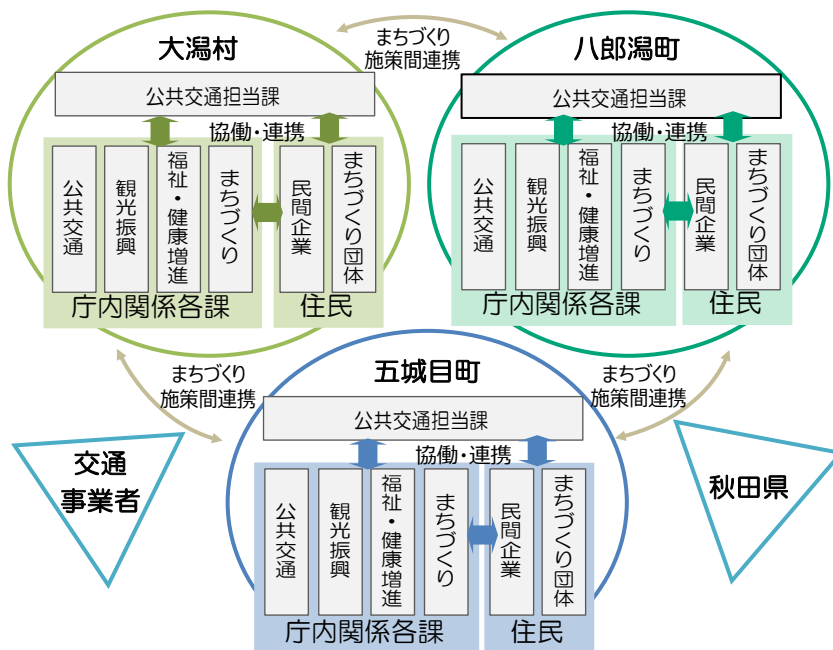 まちづくり
施策間連携
大潟村
公共交通担当課
協働・連携
公共交通
観光振興
福祉・健康増進
まちづくり
民間企業
まちづくり団体
庁内関係各課
住民
八郎潟町
公共交通担当課
協働・連携
公共交通
観光振興
福祉・健康増進
まちづくり
民間企業
まちづくり団体
庁内関係各課
住民
まちづくり
施策間連携
まちづくり
施策間連携
五城目町
公共交通担当課
協働・連携
公共交通
観光振興
福祉・健康増進
まちづくり
民間企業
まちづくり団体
庁内関係各課
住民
交通
事業者
秋田県